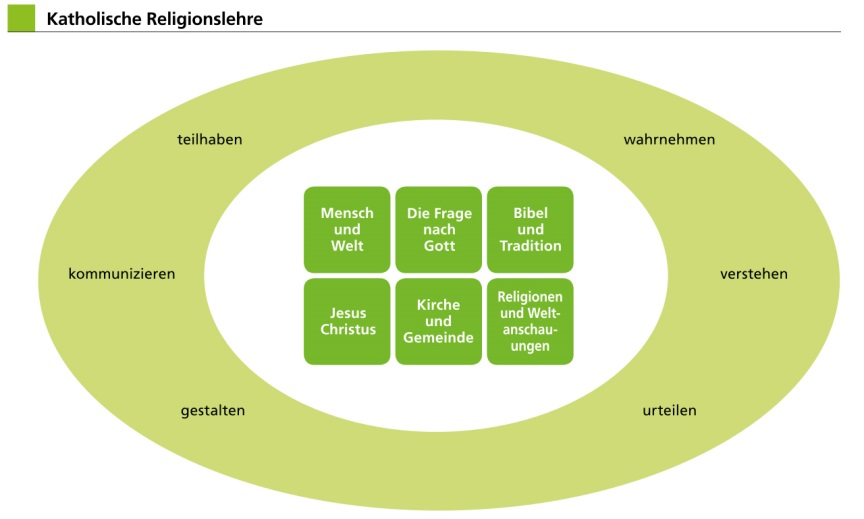 Katholische Religionslehre
teilhaben
wahrnehmen
Mensch
und
Welt
Die Frage
nach
Gott
Bibel
und
Tradition
kommunizieren
verstehen
Jesus
Christus
Kirche
und
Gemeinde
Religionen
und Welt-
anschau-
ungen
gestalten
urteilen